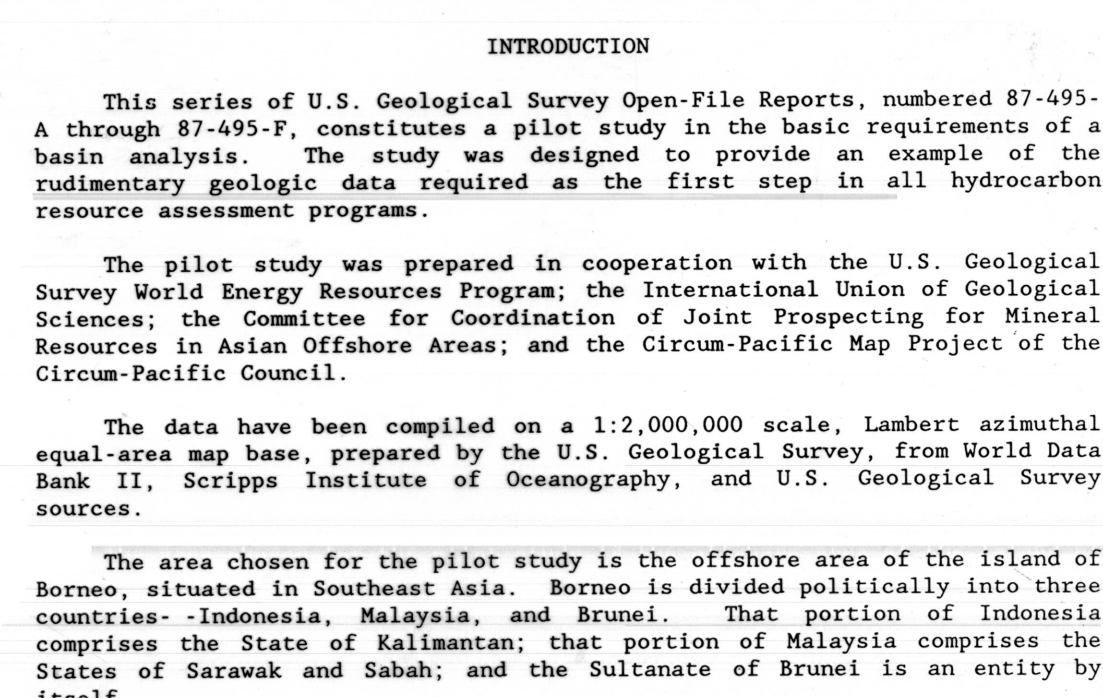 INTRODUCTION
This series of U.S. Geological Survey Open-File Reports, numbered 87-495-
A through 87-495-F, constitutes a pilot study in the basic requirements of a
basin analysis. The study was designed to provide an example of the
rudimentary geologic data required as the first step in all hydrocarbon
resource assessment programs.
The pilot study was prepared in cooperation with the U.S. Geological
Survey World Energy Resources Program; the International Union of Geological
Sciences; the Committee for Coordination of Joint Prospecting for Mineral
Resources in Asian Offshore Areas; and the Circum-Pacific Map Project of the
Circum-Pacific Council.
The data have been compiled on a 1:2,000,000 scale, Lambert azimuthal
equal-area map base, prepared by the U.S. Geological Survey, from World Data
Bank II, Scripps Institute of Oceanography, and U.S. Geological Survey
sources.
The area chosen for the pilot study is the offshore area of the island of
Borneo, situated in Southeast Asia. Borneo is divided politically into three
countries- -Indonesia, Malaysia, and Brunei. That portion of Indonesia
comprises the State of Kalimantan; that portion of Malaysia comprises the
States of Sarawak and Sabah; and the Sultanate of Brunei is an entity by
itself